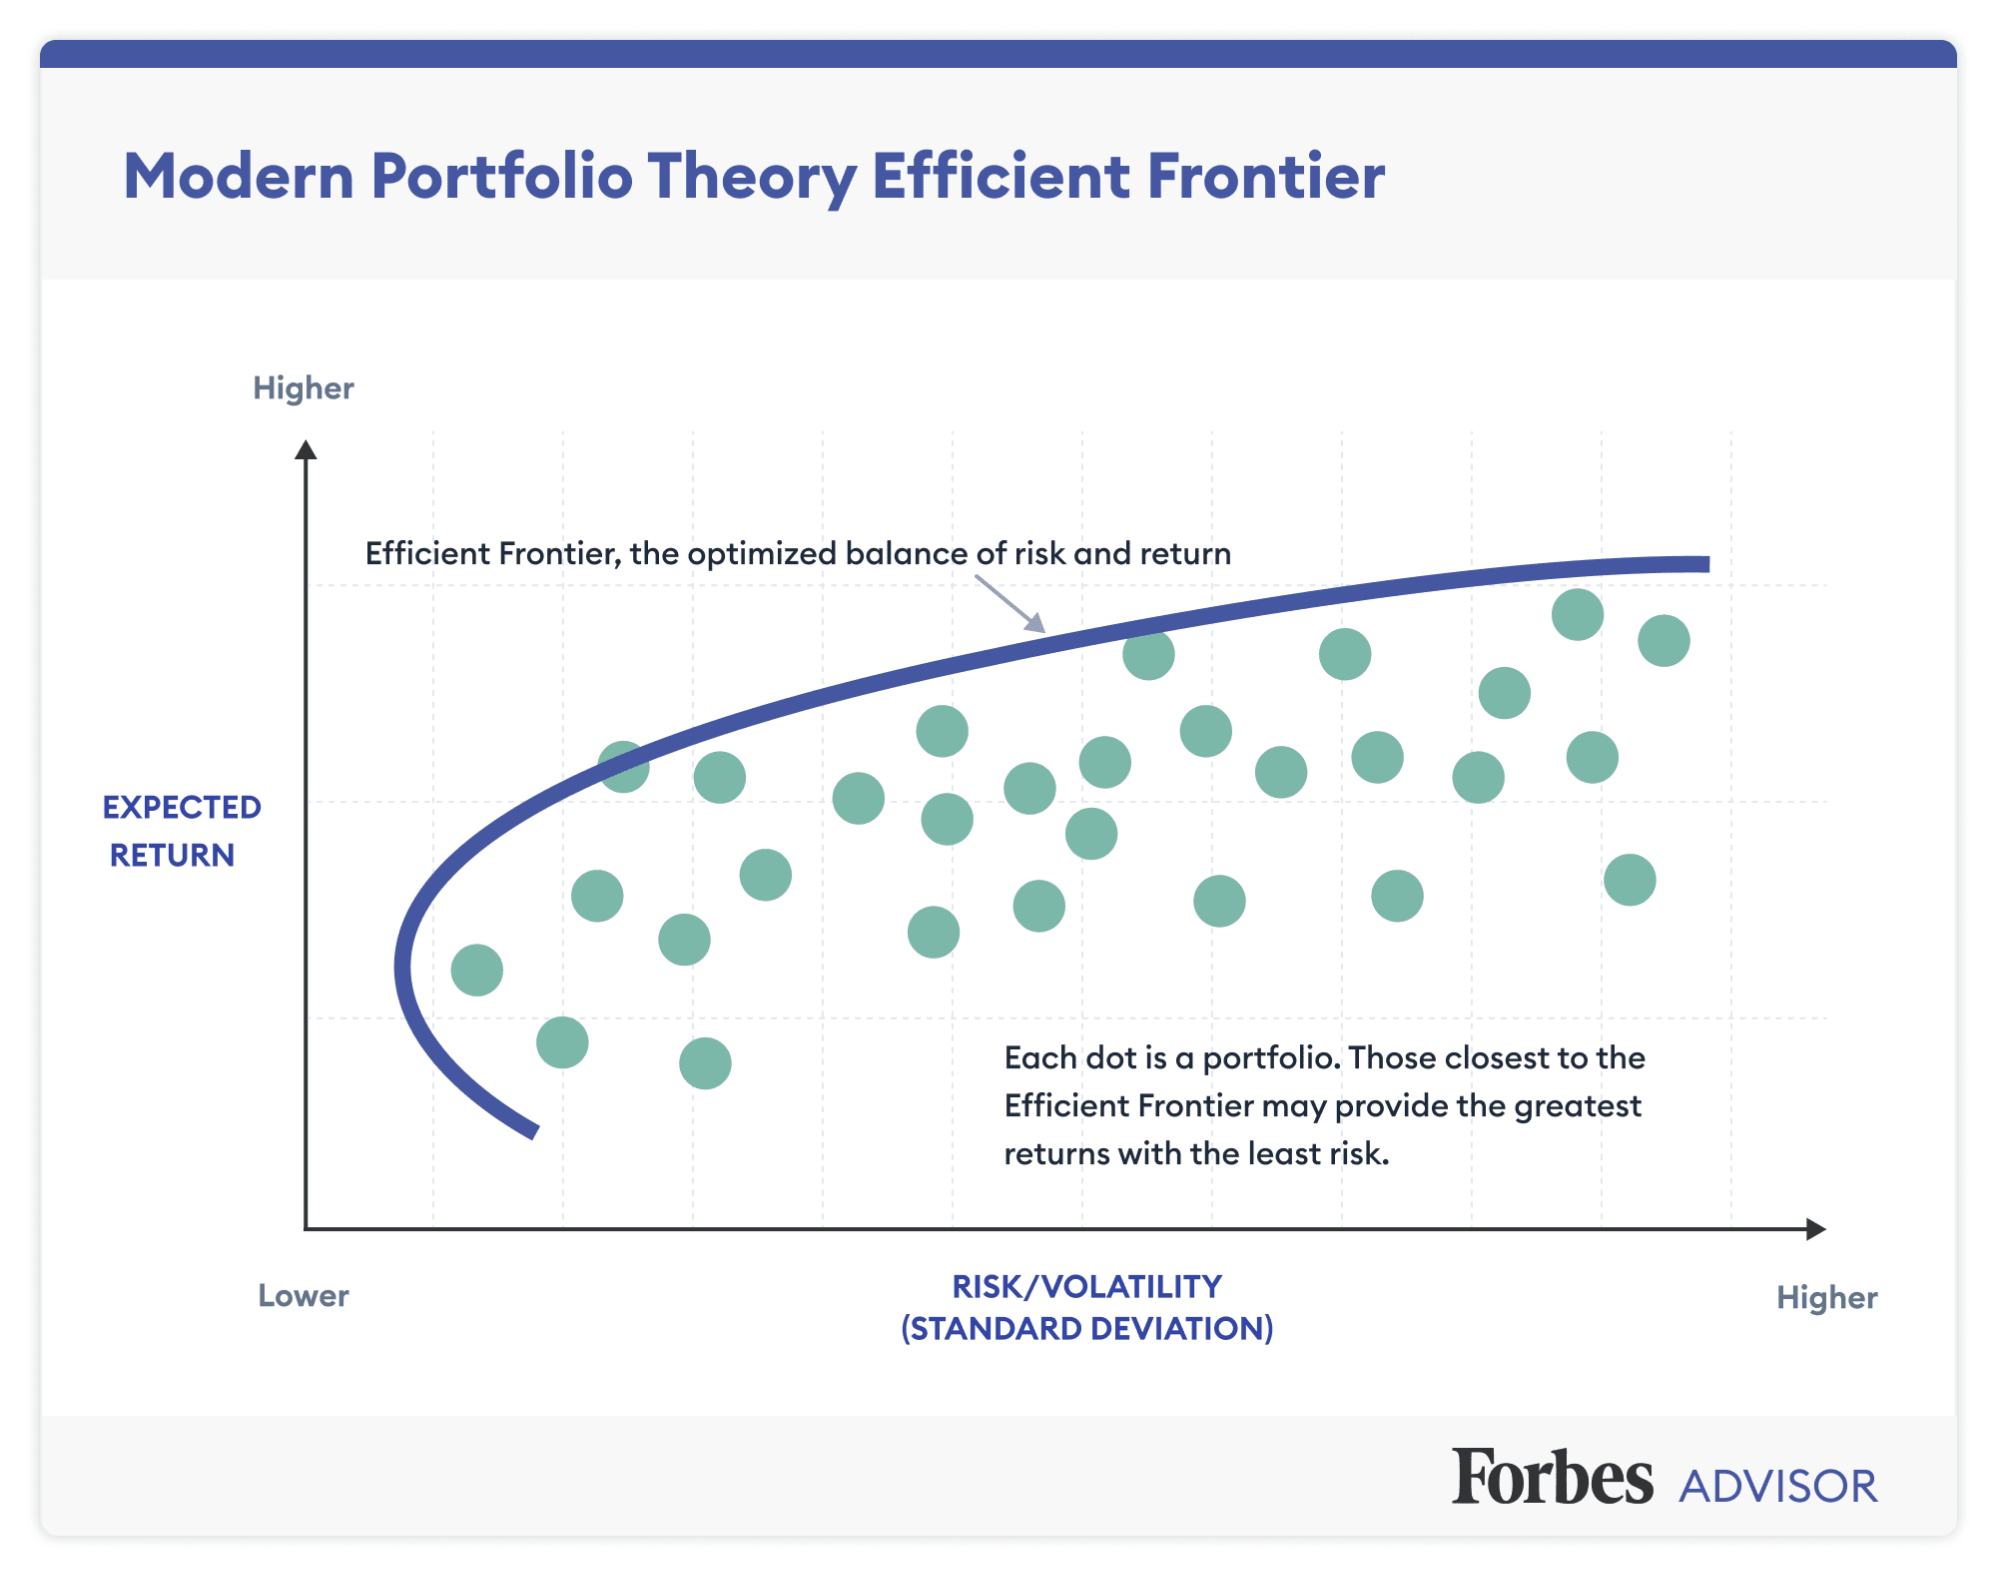 Modern Portfolio Theory Efficient Frontier
Higher
Efficient Frontier, the optimized balance of risk and return
EXPECTED
RETURN
Each dot is a portfolio. Those closest to the
Efficient Frontier may provide the greatest
returns with the least risk.
Lower
RISK/VOLATILITY
(STANDARD DEVIATION)
Higher
Forbes ADVISOR